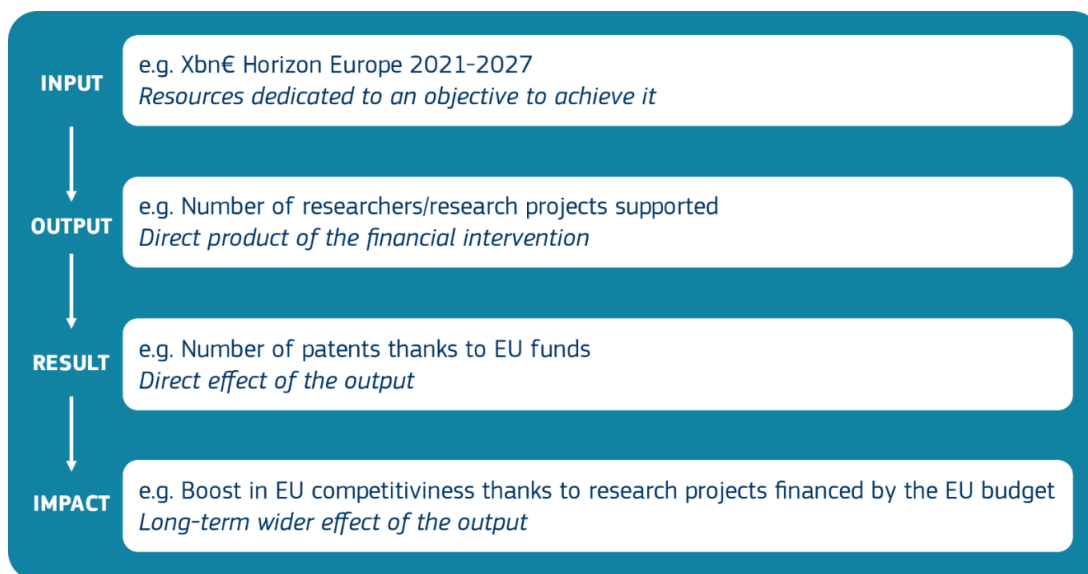 INPUT
e.g. Xbn€ Horizon Europe 2021-2027
Resources dedicated to an objective to achieve it
OUTPUT
e.g. Number of researchers/research projects supported
Direct product of the financial intervention
RESULT
e.g. Number of patents thanks to EU funds
Direct effect of the output
IMPACT
e.g. Boost in EU competitiviness thanks to research projects financed by the EU budget
Long-term wider effect of the output